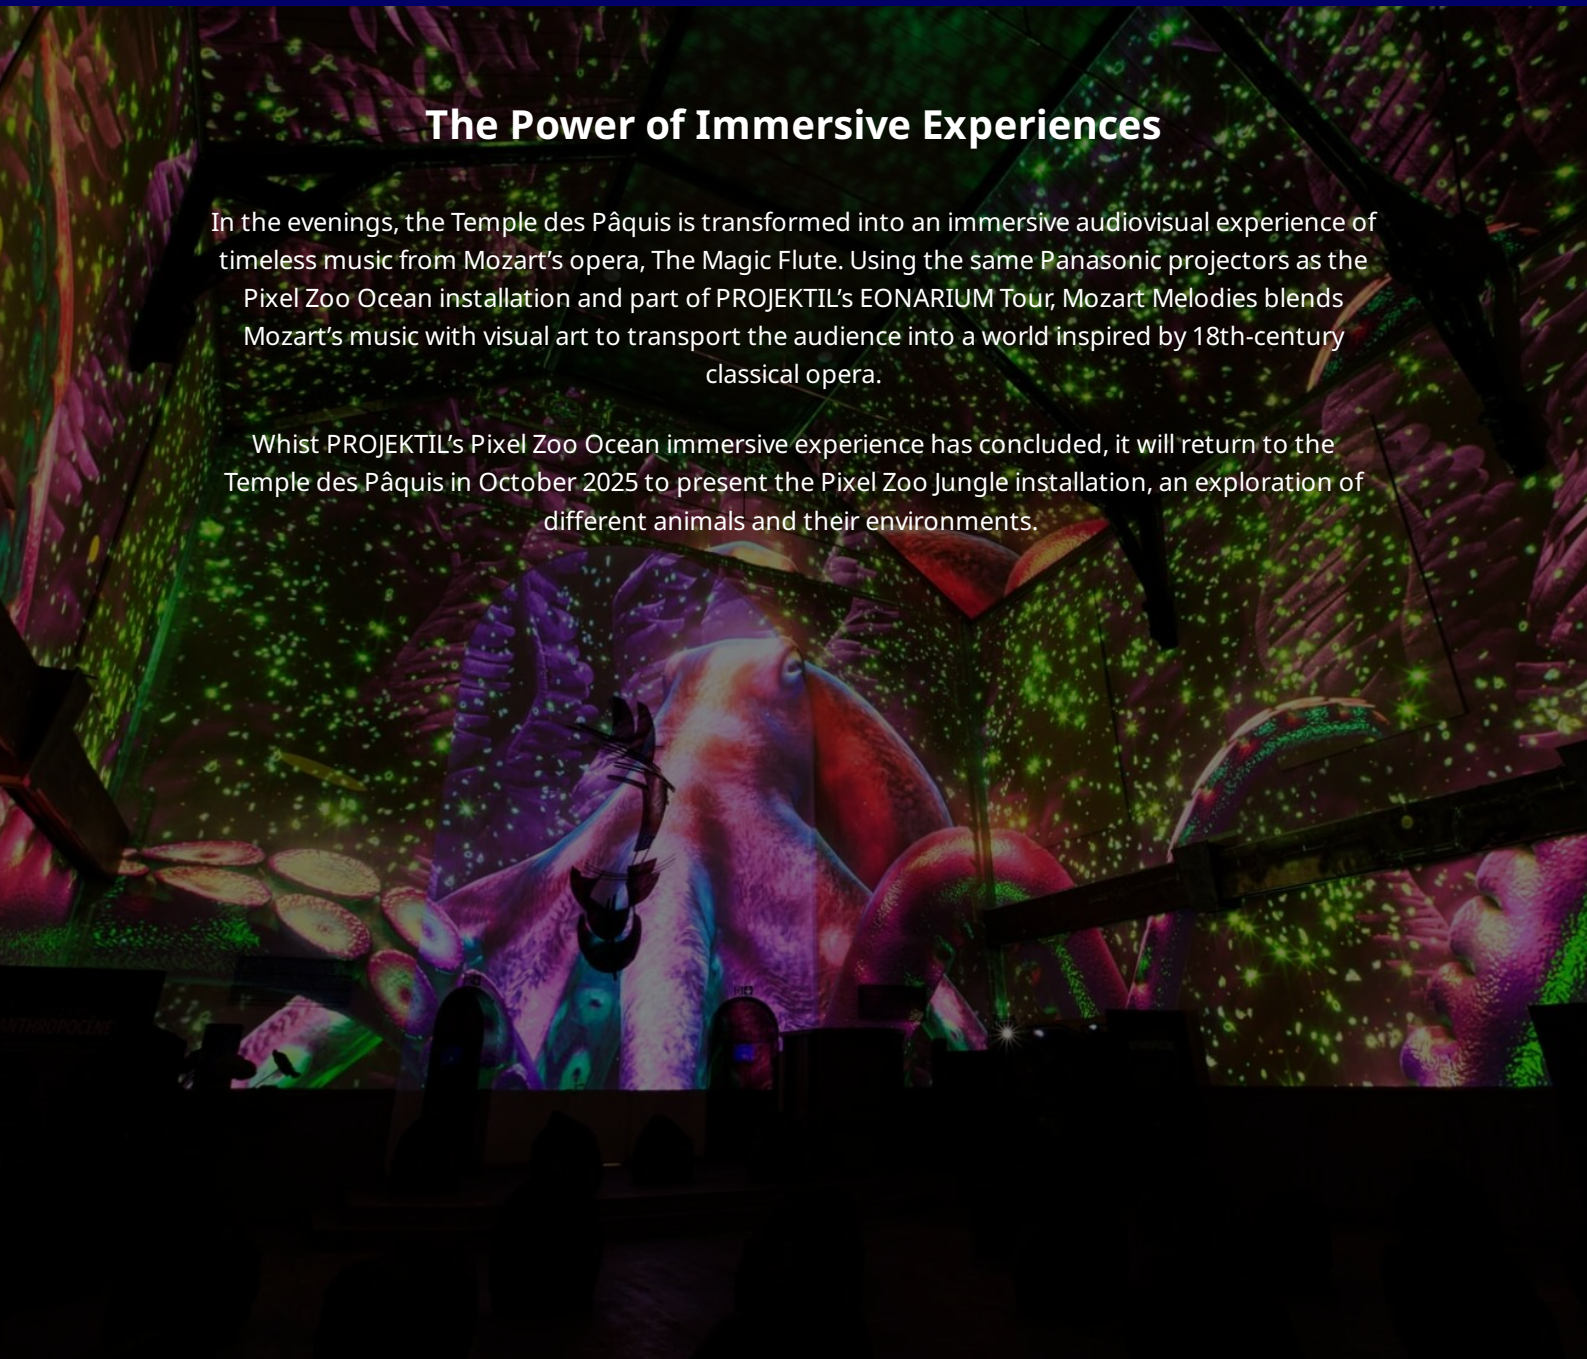 The Power of Immersive Experiences
In the evenings, the Temple des Pâquis is transformed into an immersive audiovisual experience of
timeless music from Mozart’s opera, The Magic Flute. Using the same Panasonic projectors as the
Pixel Zoo Ocean installation and part of PROJEKTIL’s EONARIUM Tour, Mozart Melodies blends
Mozart’s music with visual art to transport the audience into a world inspired by 18th-century
classical opera.
Whist PROJEKTIL’s Pixel Zoo Ocean immersive experience has concluded, it will return to the
Temple des Pâquis in October 2025 to present the Pixel Zoo Jungle installation, an exploration of
different animals and their environments.
ANTHROPOCÈNE